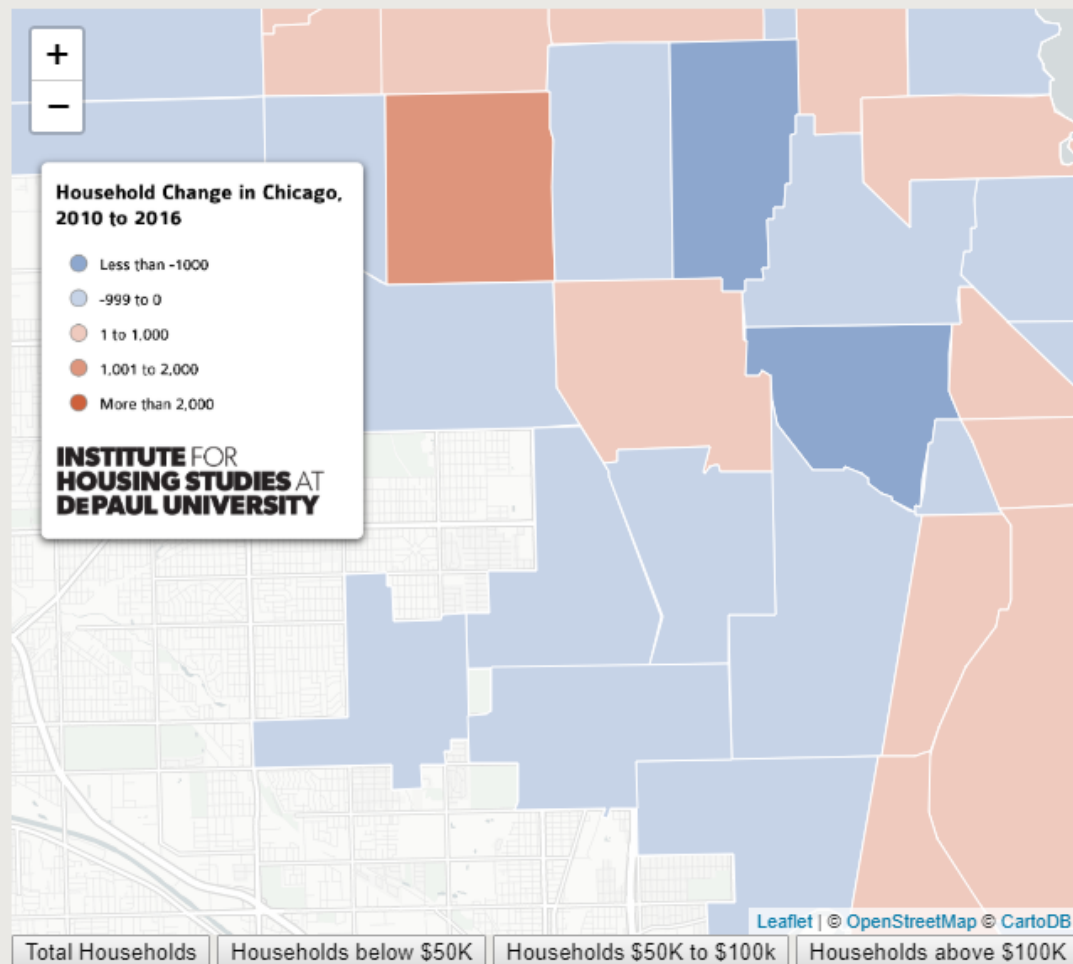 +
−
Household Change in Chicago,
2010 to 2016
Less than -1000
-999 to 0
1 to 1,000
1,001 to 2,000
More than 2,000
INSTITUTE FOR
HOUSING STUDIES AT
DEPAUL UNIVERSITY
Leaflet | © OpenStreetMap © CartoDB
Total Households
Households below $50K
Households $50K to $100k
Households above $100K